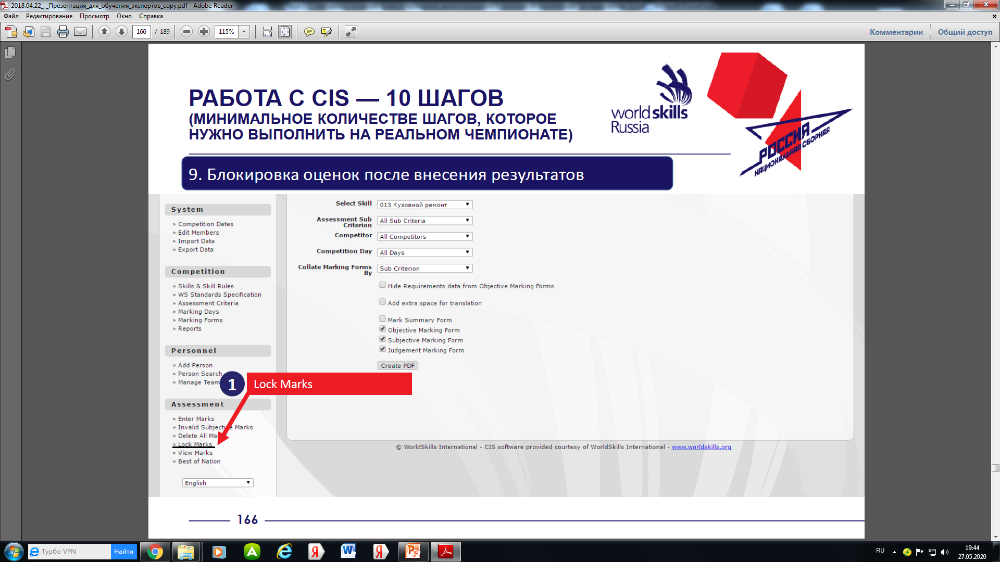 2018.04.22_-_Презентация_для_обучения_экспертов_copy.pdf - Adobe Reader
Файл Редактирование Просмотр Окно Справка
166 / 189 115% Комментарии Общий доступ
РАБОТА С CIS — 10 ШАГОВ
(МИНИМАЛЬНОЕ КОЛИЧЕСТВЕ ШАГОВ, КОТОРОЕ
НУЖНО ВЫПОЛНИТЬ НА РЕАЛЬНОМ ЧЕМПИОНАТЕ)
worldskills
Russia
РОССИЯ
НАЦИОНАЛЬНАЯ СБОРНАЯ
9. Блокировка оценок после внесения результатов
System
» Competition Dates
» Edit Members
» Import Data
» Export Data
Competition
» Skills & Skill Rules
» WS Standards Specification
» Assessment Criteria
» Marking Days
» Marking Forms
» Reports
Personnel
» Add Person
» Person Search
» Manage Team
Assessment
» Enter Marks
» Invalid Subjective Marks
» Delete All Ma
» Lock Marks
» View Marks
» Best of Nation
English
Select Skill 013 Кузовной ремонт
Assessment Sub
Criterion All Sub Criteria
Competitor All Competitors
Competition Day All Days
Collate Marking Forms
By Sub Criterion
Hide Requirements data from Objective Marking Forms
Add extra space for translation
Mark Summary Form
Objective Marking Form
Subjective Marking Form
Judgement Marking Form
Create PDF
1 Lock Marks
© WorldSkills International - CIS software provided courtesy of WorldSkills International - www.worldskills.org
166
Турбо VPN Найти
RU
19:44
27.05.2020